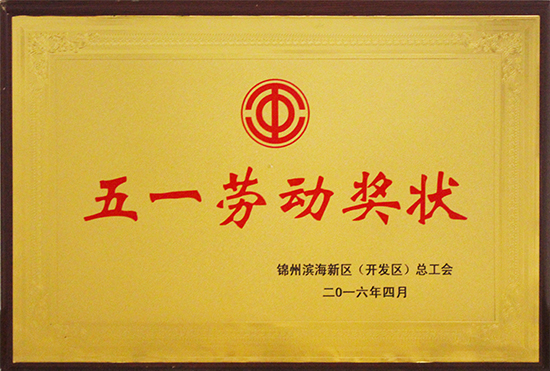 五一劳动奖状
锦州滨海新区（开发区）总工会
二0一六年四月